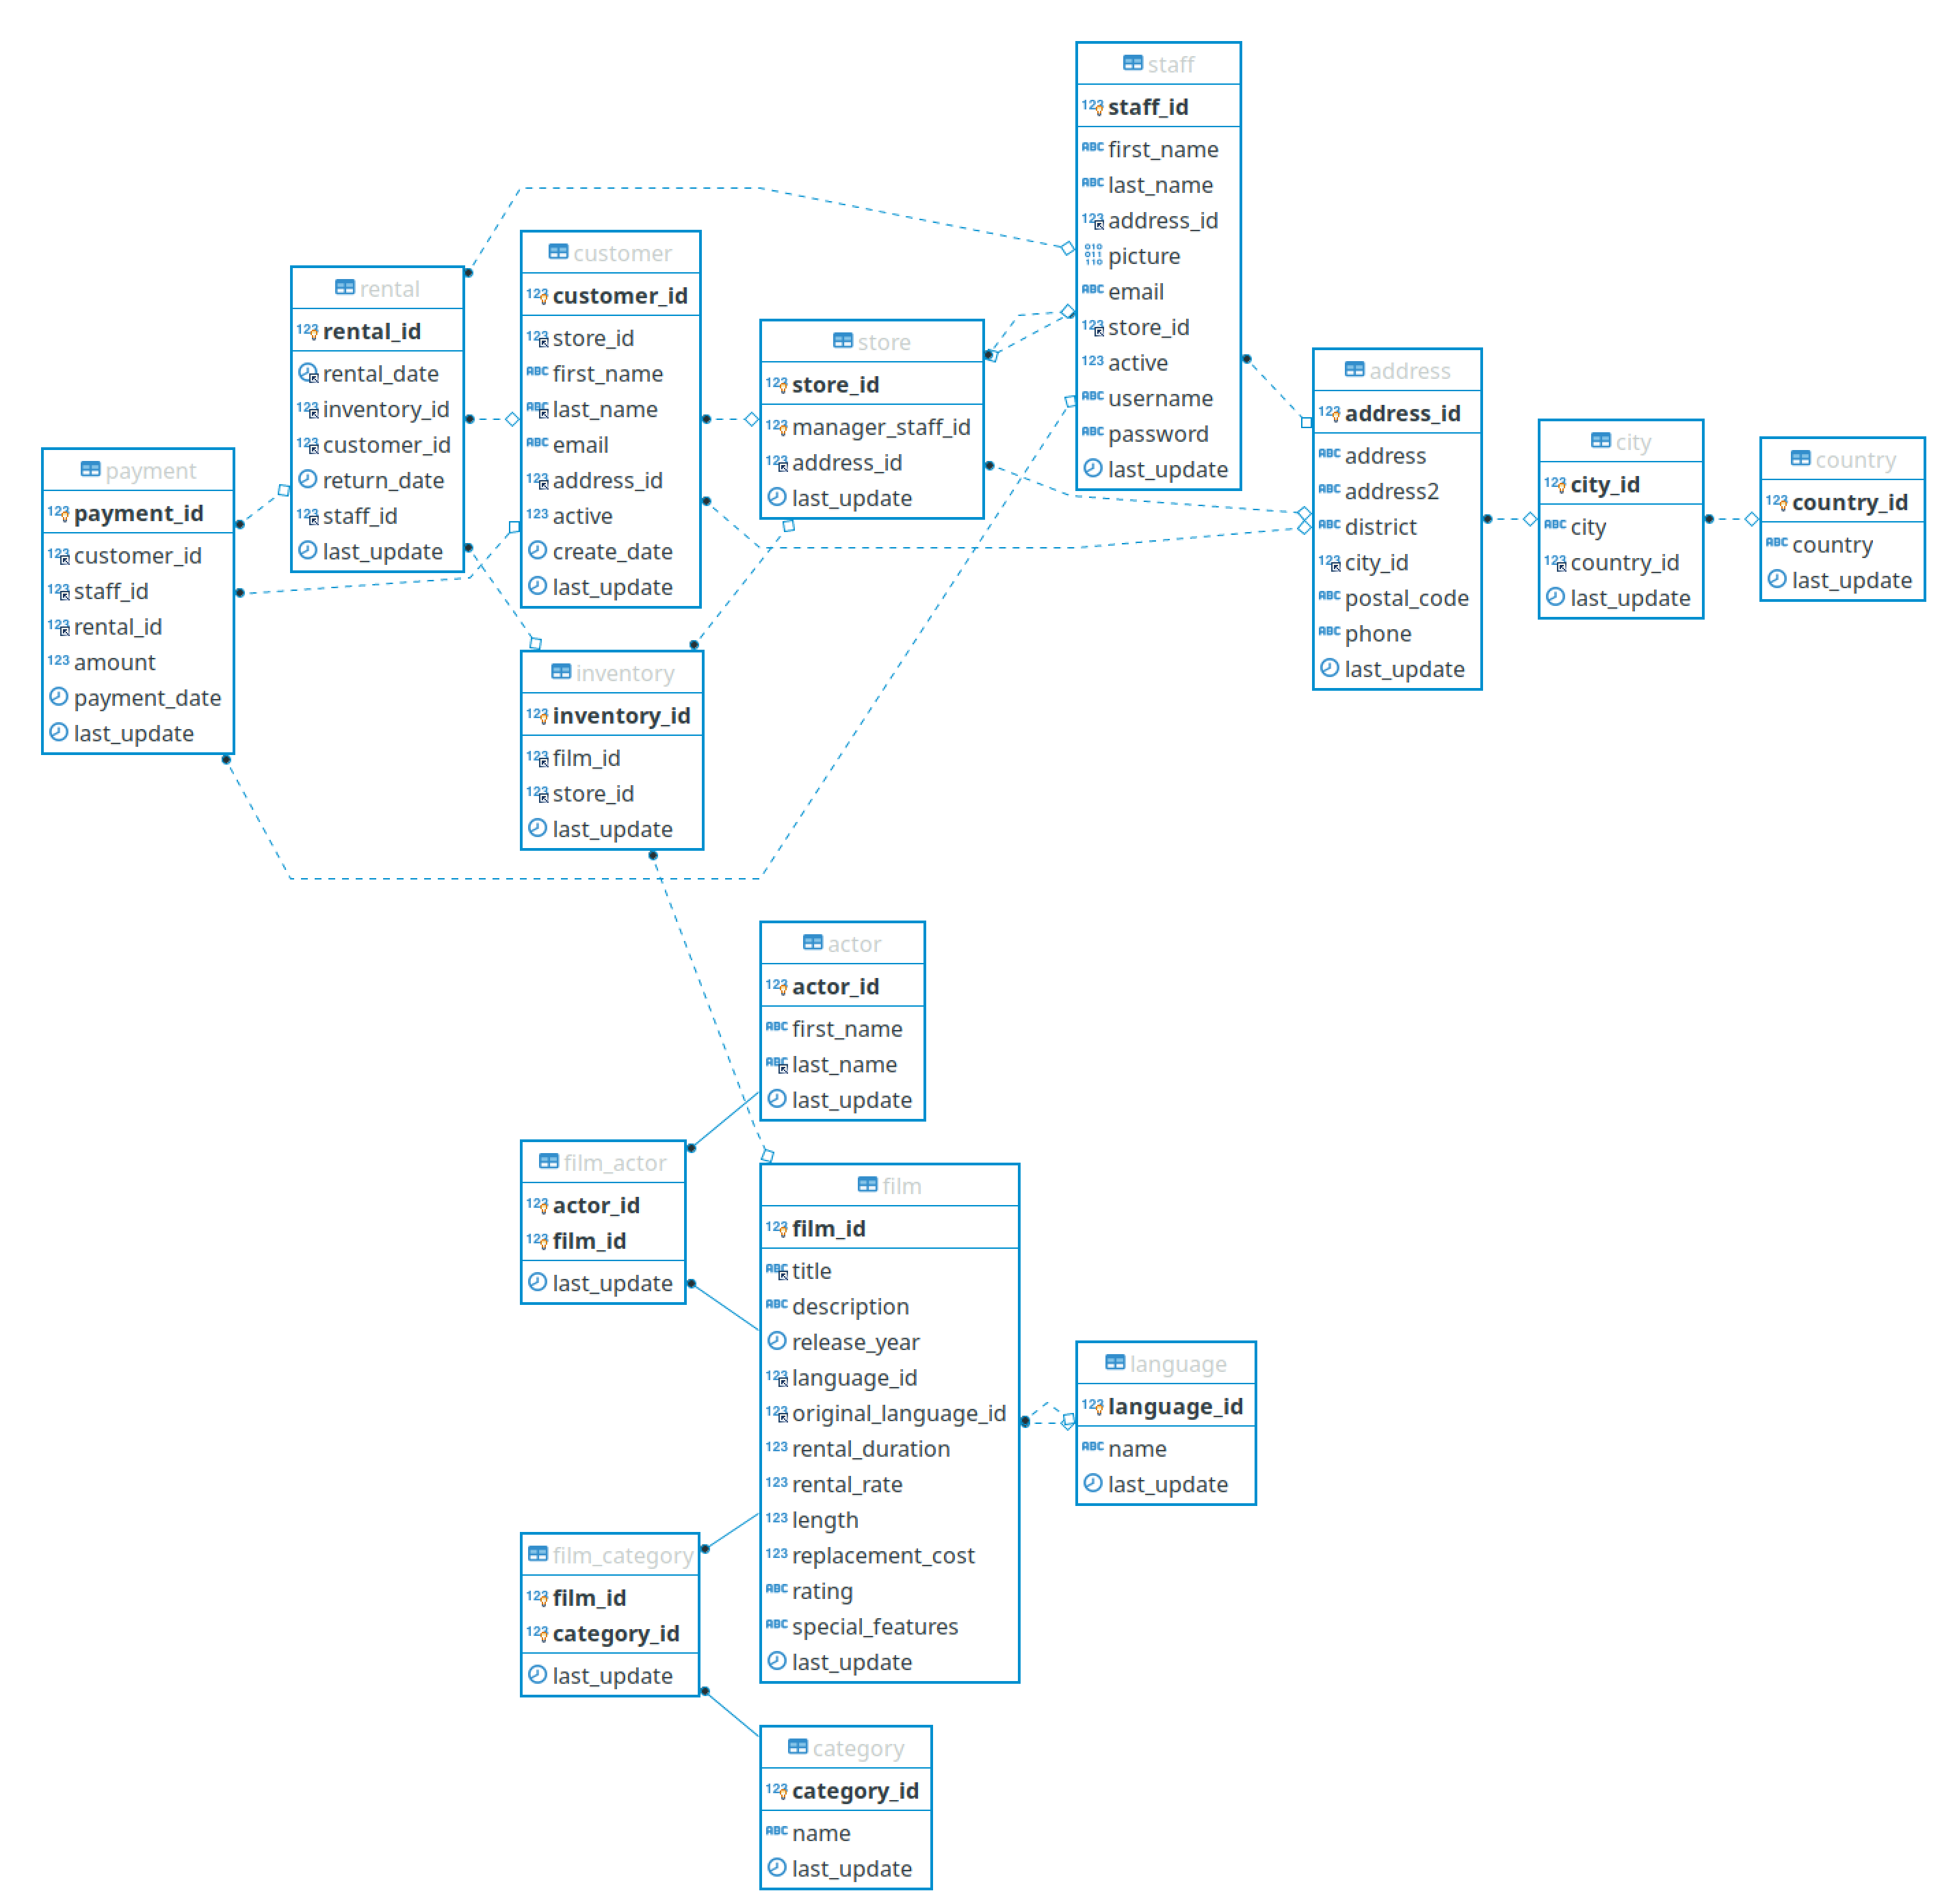 staff
staff_id
first_name
last_name
address_id
picture
email
store_id
active
username
password
last_update
customer
customer_id
store_id
first_name
last_name
email
address_id
active
create_date
last_update
rental
rental_id
rental_date
inventory_id
customer_id
return_date
staff_id
last_update
store
store_id
manager_staff_id
address_id
last_update
address
address_id
address
address2
district
city_id
postal_code
phone
last_update
city
city_id
city
country_id
last_update
country
country_id
country
last_update
payment
payment_id
customer_id
staff_id
rental_id
amount
payment_date
last_update
inventory
inventory_id
film_id
store_id
last_update
actor
actor_id
first_name
last_name
last_update
film_actor
actor_id
film_id
last_update
film
film_id
title
description
release_year
language_id
original_language_id
rental_duration
rental_rate
length
replacement_cost
rating
special_features
last_update
language
language_id
name
last_update
film_category
film_id
category_id
last_update
category
category_id
name
last_update